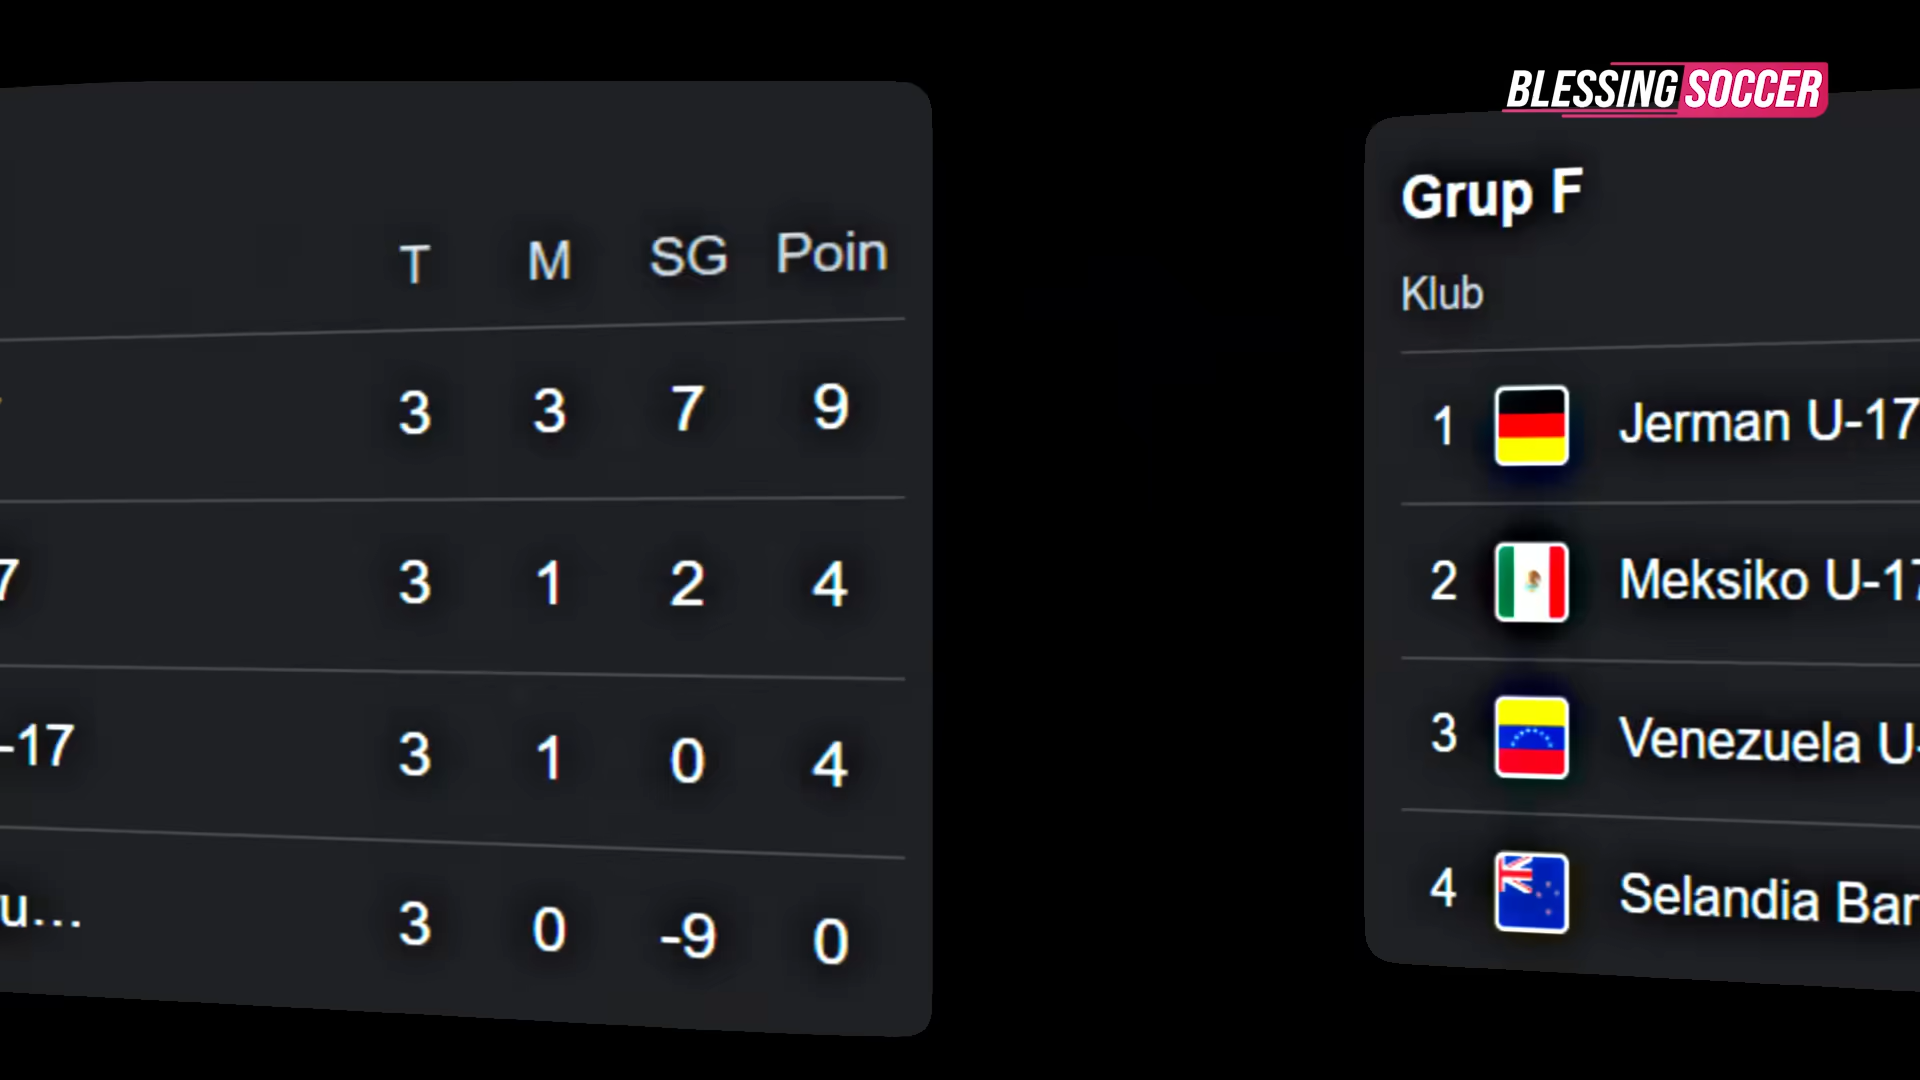 BLESSING SOCCER
T M SG Poin
3 3 7 9
7 3 1 2 4
-17 3 1 0 4
u... 3 0 -9 0
Grup F
Klub
1 Jerman U-17
2 Meksiko U-17
3 Venezuela U-
4 Selandia Bar